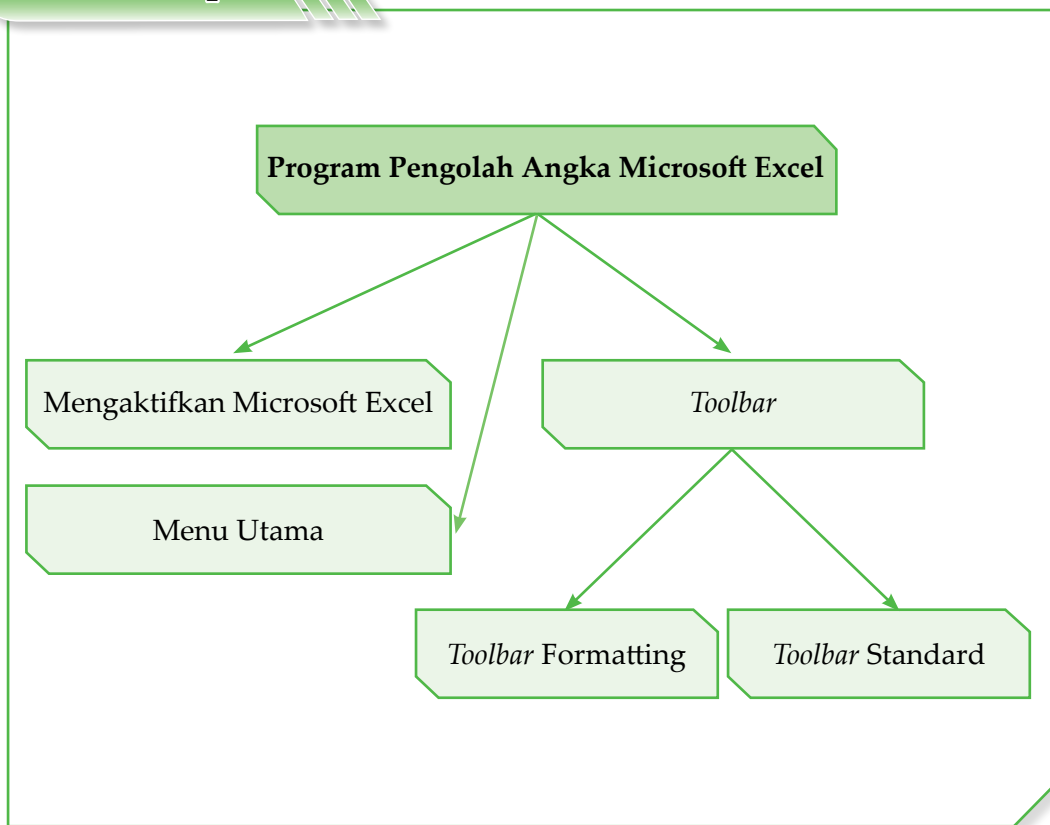 Program Pengolah Angka Microsoft Excel
Mengaktifkan Microsoft Excel
Toolbar
Menu Utama
Toolbar Formatting
Toolbar Standard